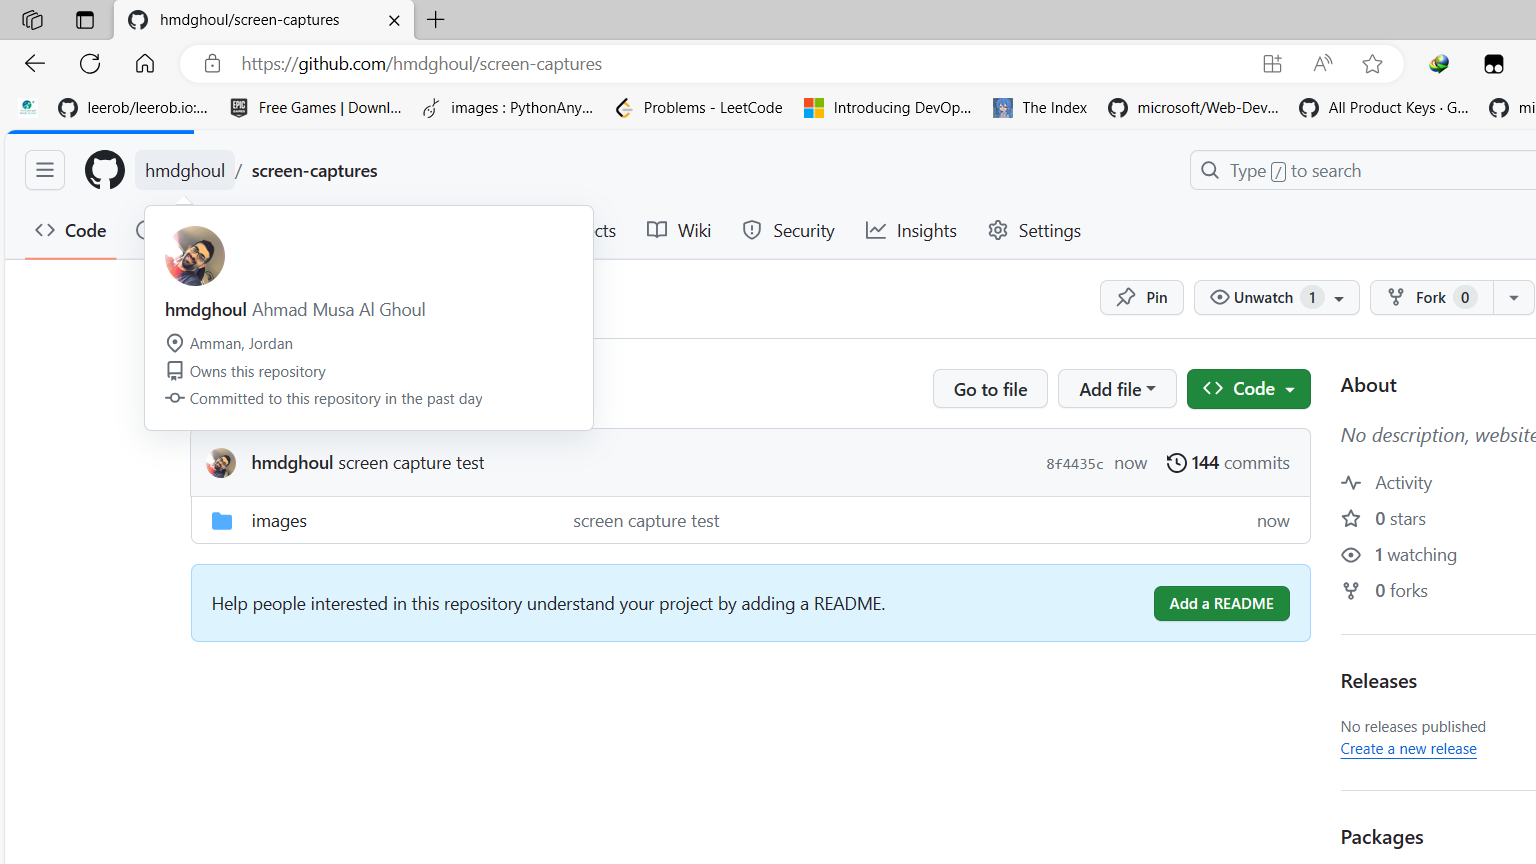 hmdghoul/screen-captures
https://github.com/hmdghoul/screen-captures
leerob/leerob.io:...
EPIC GAMES
Free Games | Downl...
images : PythonAny...
Problems - LeetCode
Introducing DevOp...
The Index
microsoft/Web-Dev...
All Product Keys · G...
mi
hmdghoul / screen-captures
Type / to search
Code
cts
Wiki
Security
Insights
Settings
hmdghoul Ahmad Musa Al Ghoul
Amman, Jordan
Owns this repository
Committed to this repository in the past day
Pin
Unwatch 1
Fork 0
Go to file
Add file
Code
hmdghoul screen capture test
8f4435c now
144 commits
images
screen capture test
now
Help people interested in this repository understand your project by adding a README.
Add a README
About
No description, website
Activity
0 stars
1 watching
0 forks
Releases
No releases published
Create a new release
Packages